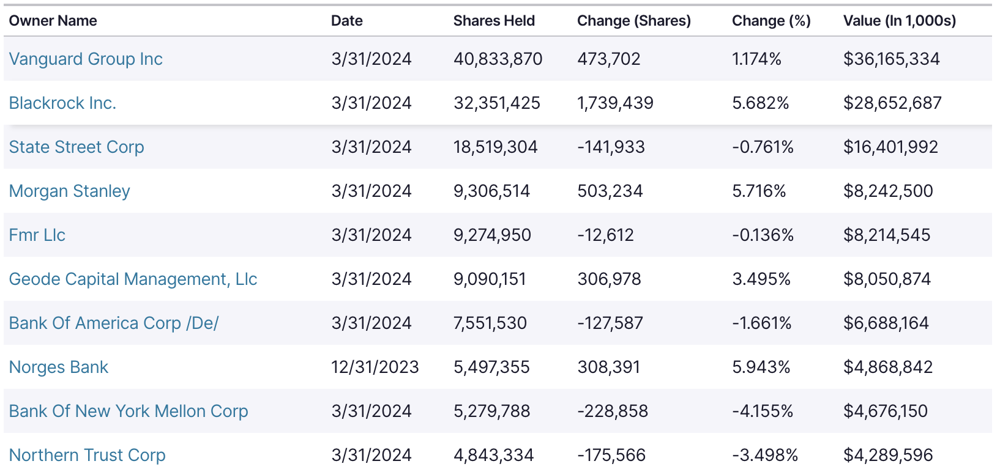 Owner Name Date Shares Held Change (Shares) Change (%) Value (In 1,000s)
Vanguard Group Inc 3/31/2024 40,833,870 473,702 1.174% $36,165,334
Blackrock Inc. 3/31/2024 32,351,425 1,739,439 5.682% $28,652,687
State Street Corp 3/31/2024 18,519,304 -141,933 -0.761% $16,401,992
Morgan Stanley 3/31/2024 9,306,514 503,234 5.716% $8,242,500
Fmr Llc 3/31/2024 9,274,950 -12,612 -0.136% $8,214,545
Geode Capital Management, Llc 3/31/2024 9,090,151 306,978 3.495% $8,050,874
Bank Of America Corp /De/ 3/31/2024 7,551,530 -127,587 -1.661% $6,688,164
Norges Bank 12/31/2023 5,497,355 308,391 5.943% $4,868,842
Bank Of New York Mellon Corp 3/31/2024 5,279,788 -228,858 -4.155% $4,676,150
Northern Trust Corp 3/31/2024 4,843,334 -175,566 -3.498% $4,289,596